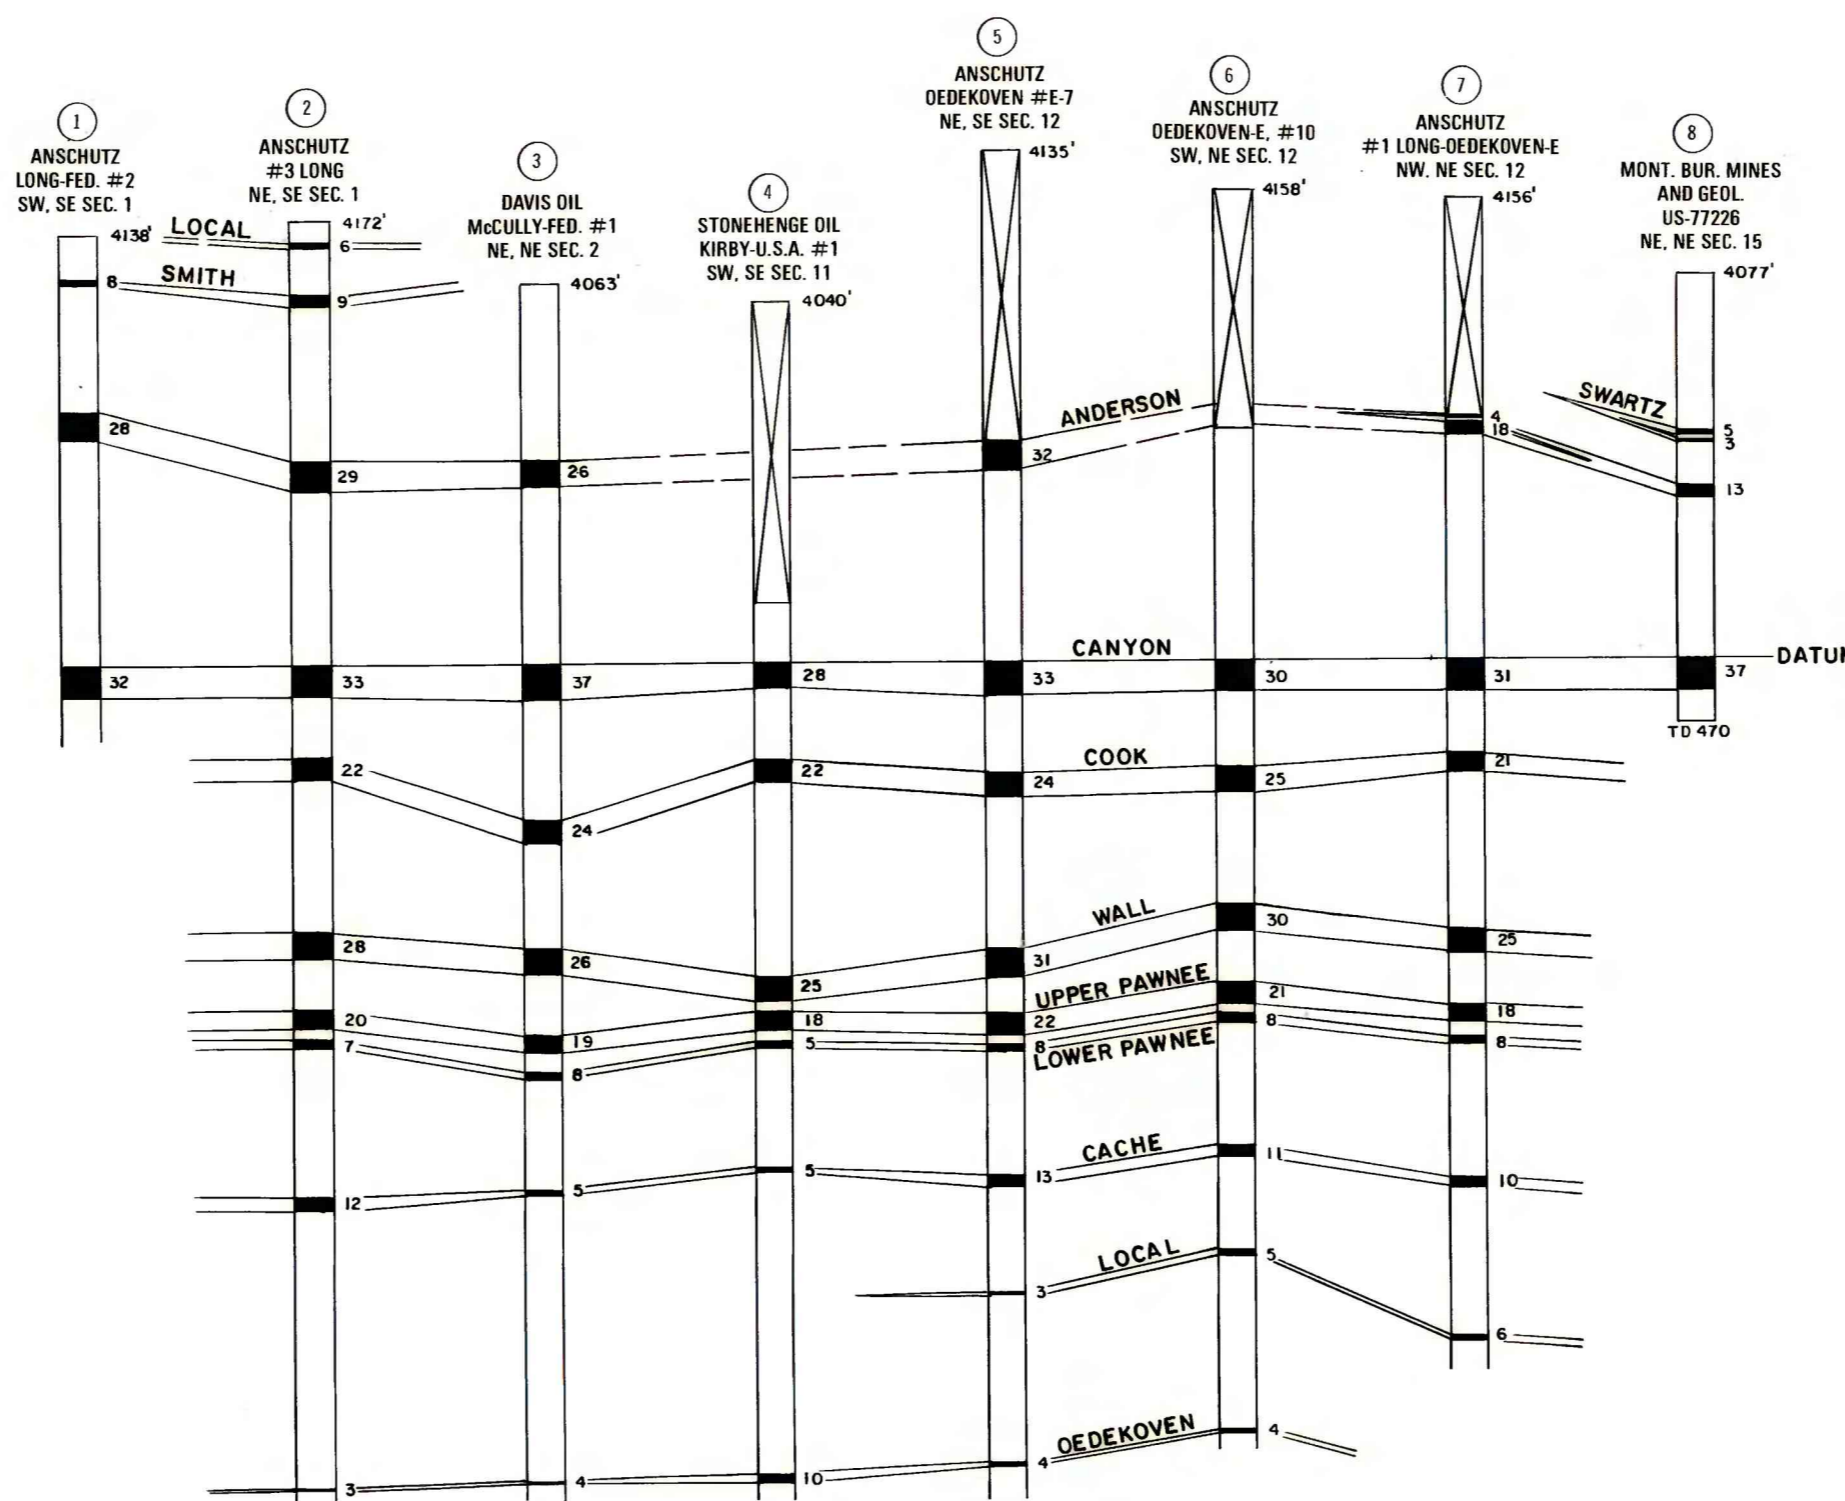 1
ANSCHUTZ
LONG-FED. #2
SW, SE SEC. 1
4138'
2
ANSCHUTZ
#3 LONG
NE, SE SEC. 1
4172'
3
DAVIS OIL
McCULLY-FED. #1
NE, NE SEC. 2
4063'
4
STONEHENGE OIL
KIRBY-U.S.A. #1
SW, SE SEC. 11
4040'
5
ANSCHUTZ
OEDEKOVEN #E-7
NE, SE SEC. 12
4135'
6
ANSCHUTZ
OEDEKOVEN-E, #10
SW, NE SEC. 12
4158'
7
ANSCHUTZ
#1 LONG-OEDEKOVEN-E
NW. NE SEC. 12
4156'
8
MONT. BUR. MINES
AND GEOL.
US-77226
NE, NE SEC. 15
4077'
LOCAL
6
8
SMITH
9
SWARTZ
5
3
28
29
26
32
ANDERSON
4
18
13
32
33
37
28
33
CANYON
30
31
37
DATUM
TD 470
22
24
22
24
COOK
25
21
28
26
25
31
WALL
30
25
20
19
18
22
UPPER PAWNEE
21
18
7
8
5
8
LOWER PAWNEE
8
8
12
5
5
13
CACHE
11
10
3
LOCAL
5
6
3
4
10
4
OEDEKOVEN
4